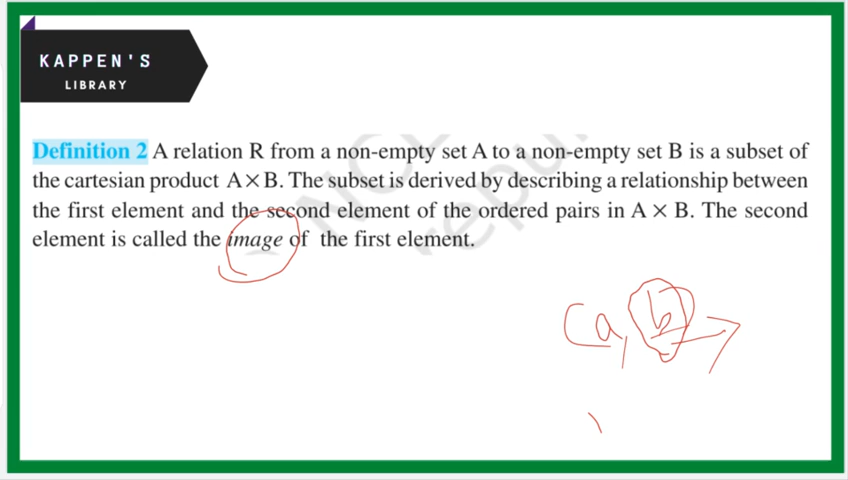 KAPPEN'S
LIBRARY
Definition 2 A relation R from a non-empty set A to a non-empty set B is a subset of
the cartesian product A × B. The subset is derived by describing a relationship between
the first element and the second element of the ordered pairs in A × B. The second
element is called the image of the first element.
(a, b